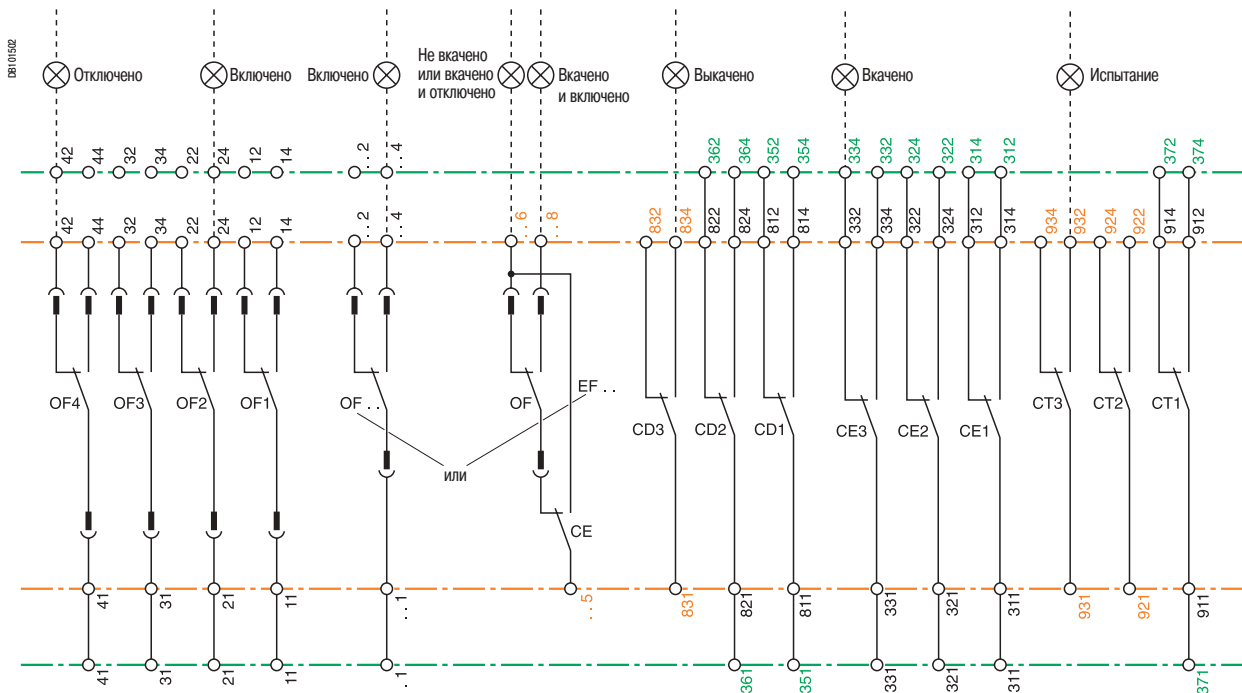 DB101502
Отключено
Включено
Включено
Не вкачено
или вкачено
и отключено
Вкачено
и включено
Выкачено
Вкачено
Испытание
42 44 32 34 22 24 12 14 . . 2 . . 4 362 364 352 354 334 332 324 322 314 312 372 374
42 44 32 34 22 24 12 14 . . 2 . . 4 . . 6 . . 8 832 834 822 824 812 814 332 334 322 324 312 314 934 932 924 922 914 912
OF4 OF3 OF2 OF1 OF . . OF EF . . CD3 CD2 CD1 CE3 CE2 CE1 CT3 CT2 CT1
или
CE
41 31 21 11 . . 1 . . 5 831 821 811 331 321 311 931 921 911
41 31 21 11 . . 1 361 351 331 321 311 371